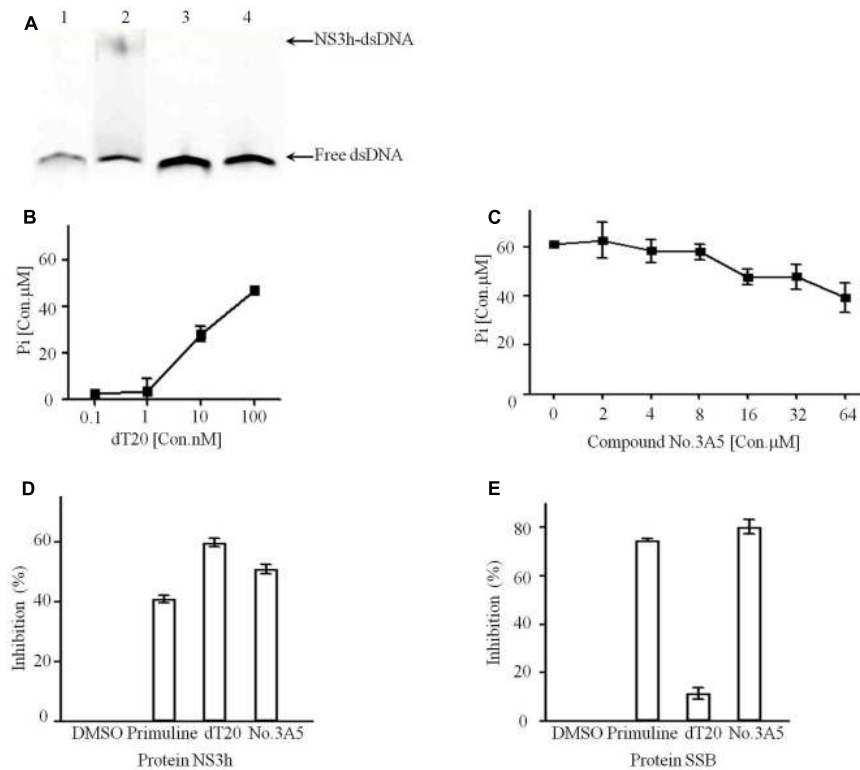 A
1 2 3 4
NS3h-dsDNA
Free dsDNA
B
60
40
20
0
Pi [Con.μM]
0.1 1 10 100
dT20 [Con.nM]
C
60
40
20
0
Pi [Con.μM]
0 2 4 8 16 32 64
Compound No.3A5 [Con.μM]
D
60
40
20
0
Inhibition (%)
DMSO Primuline dT20 No.3A5
Protein NS3h
E
80
60
40
20
0
Inhibition (%)
DMSO Primuline dT20 No.3A5
Protein SSB